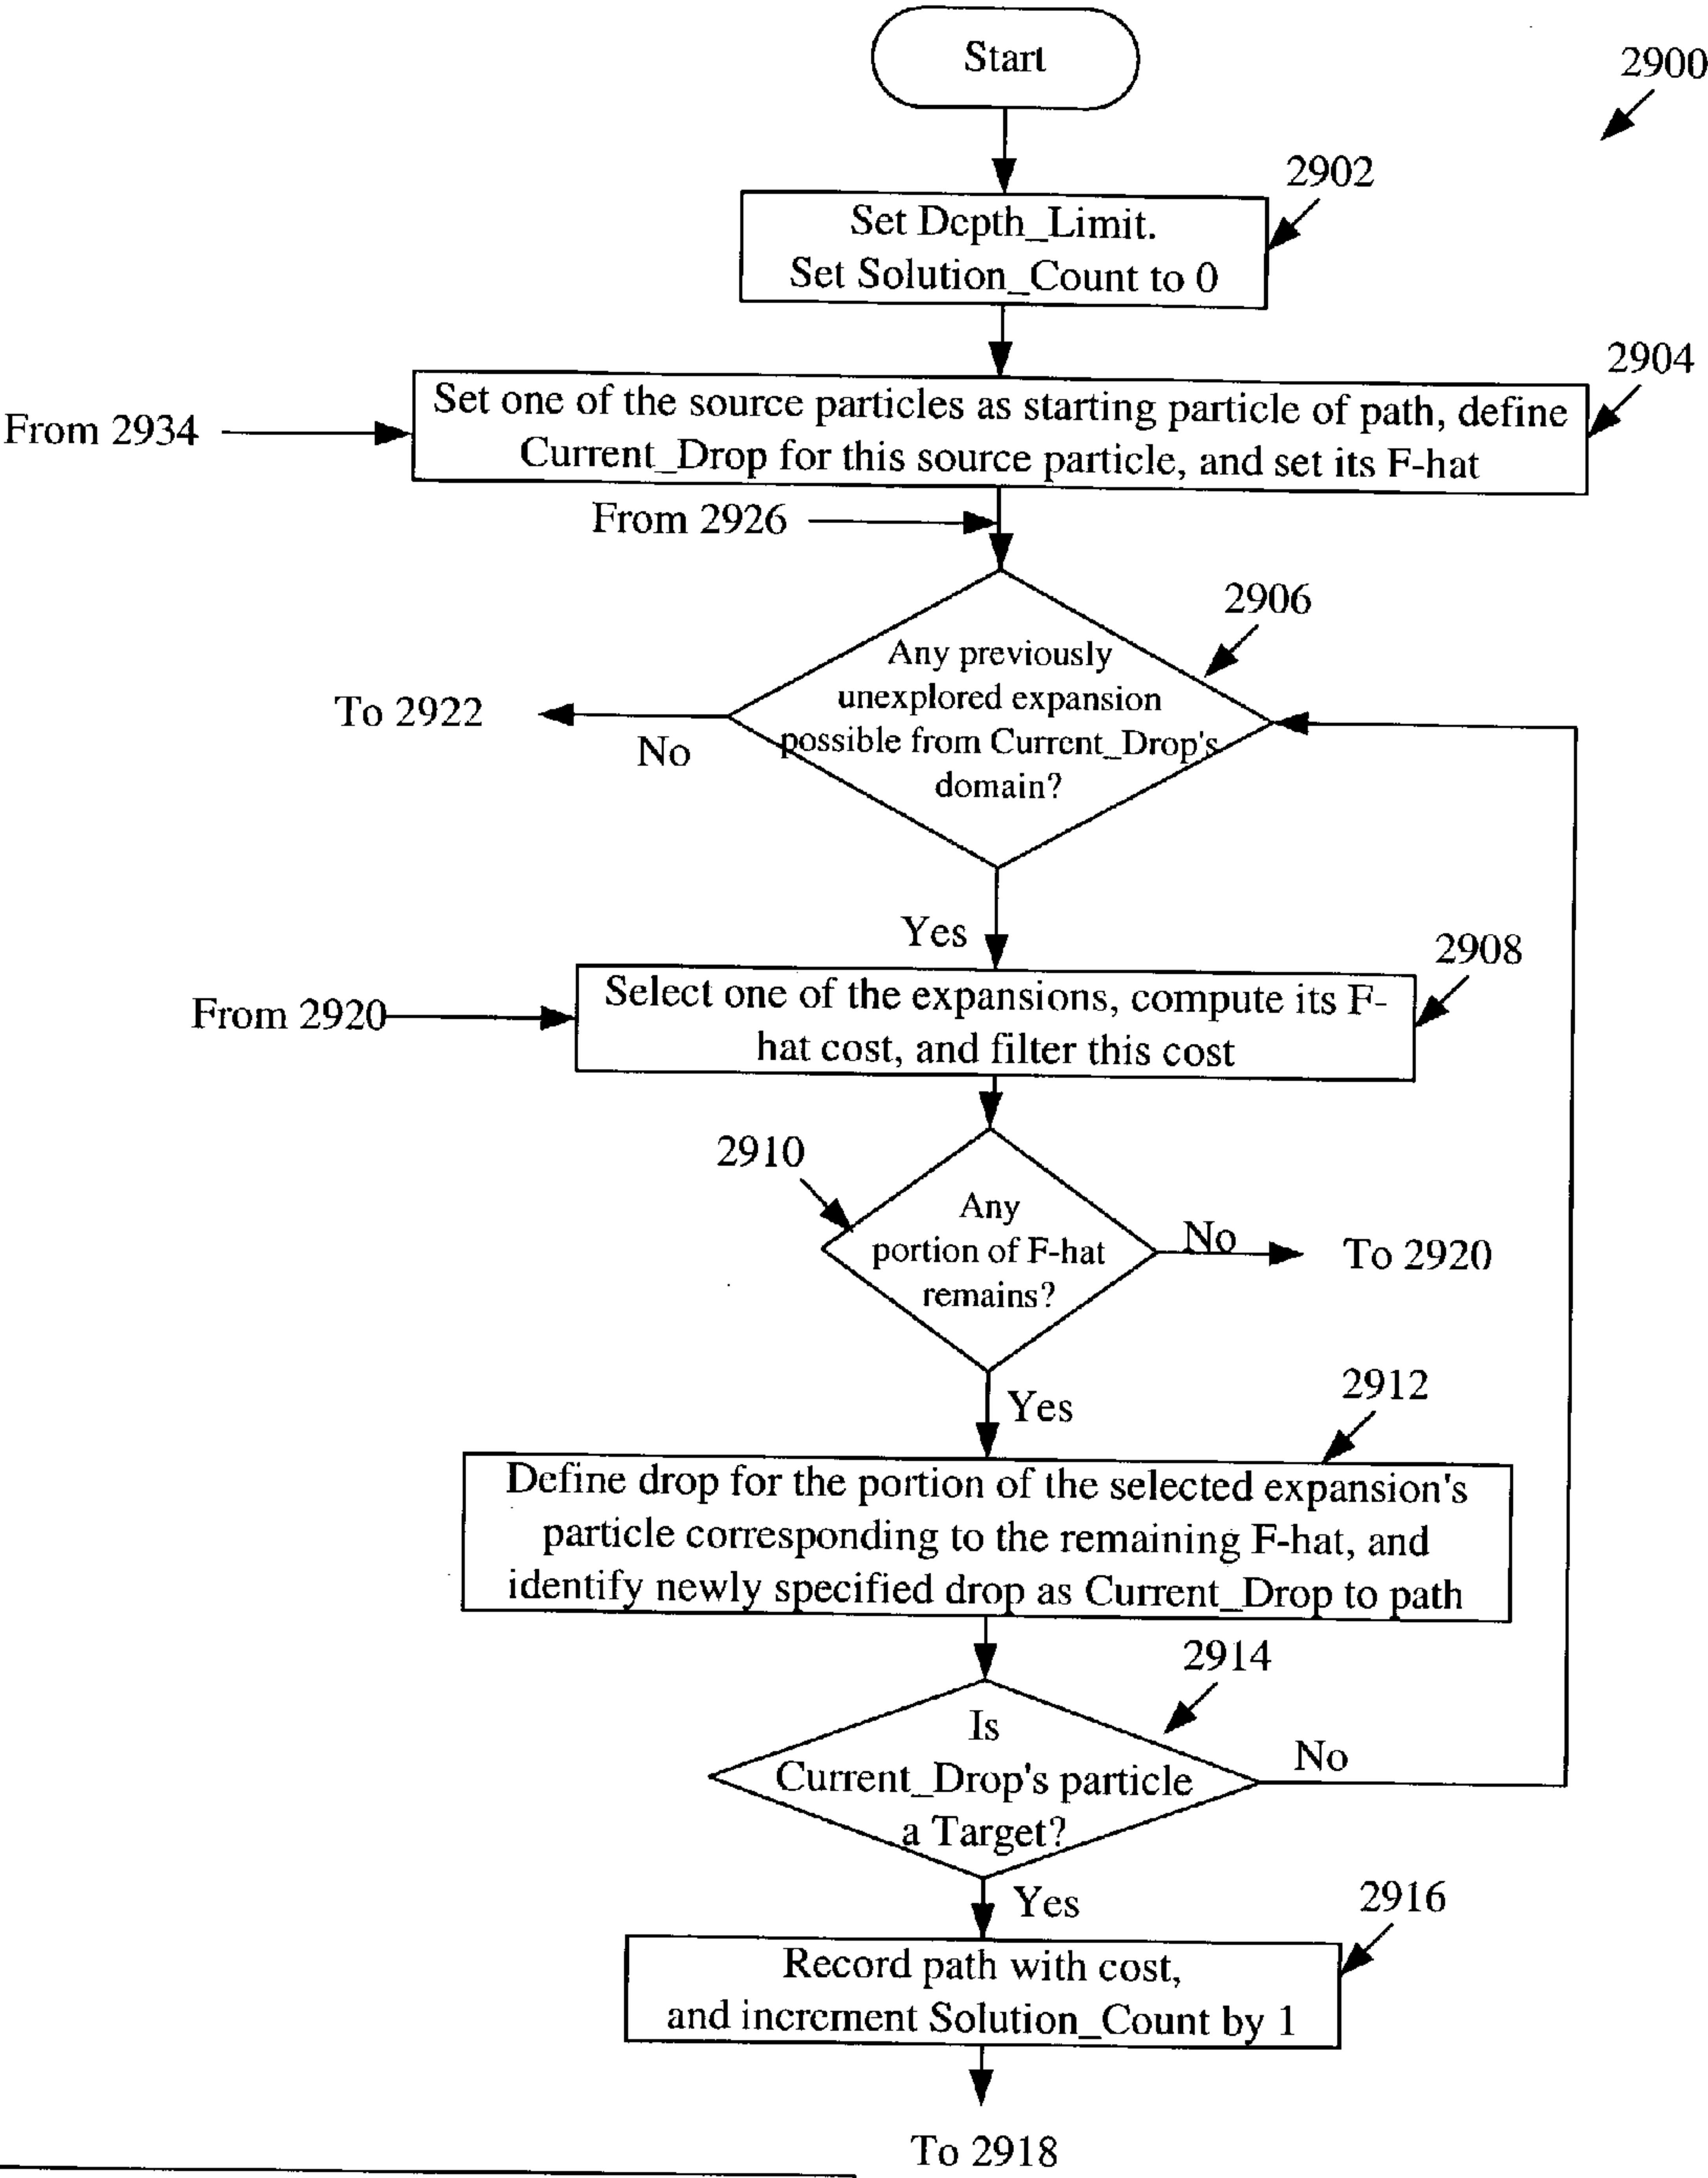 Start
2900
2902
Set Depth_Limit.
Set Solution_Count to 0
2904
From 2934
Set one of the source particles as starting particle of path, define
Current_Drop for this source particle, and set its F-hat
From 2926
2906
Any previously
unexplored expansion
possible from Current_Drop's
domain?
To 2922
No
Yes
2908
From 2920
Select one of the expansions, compute its F-
hat cost, and filter this cost
2910
Any
portion of F-hat
remains?
No
To 2920
Yes
2912
Define drop for the portion of the selected expansion's
particle corresponding to the remaining F-hat, and
identify newly specified drop as Current_Drop to path
2914
Is
Current_Drop's particle
a Target?
No
Yes
2916
Record path with cost,
and increment Solution_Count by 1
To 2918